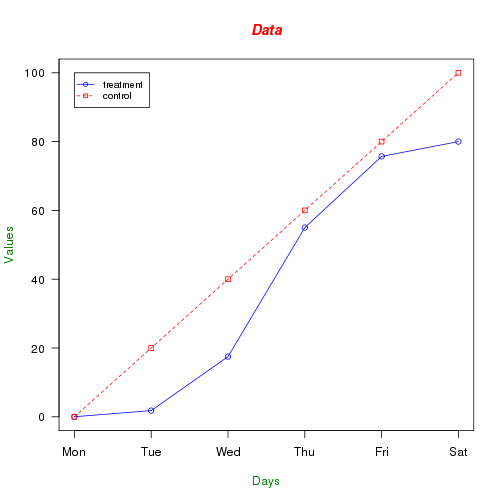 Data
treatment
control
100
80
60
40
20
0
Values
Mon Tue Wed Thu Fri Sat
Days